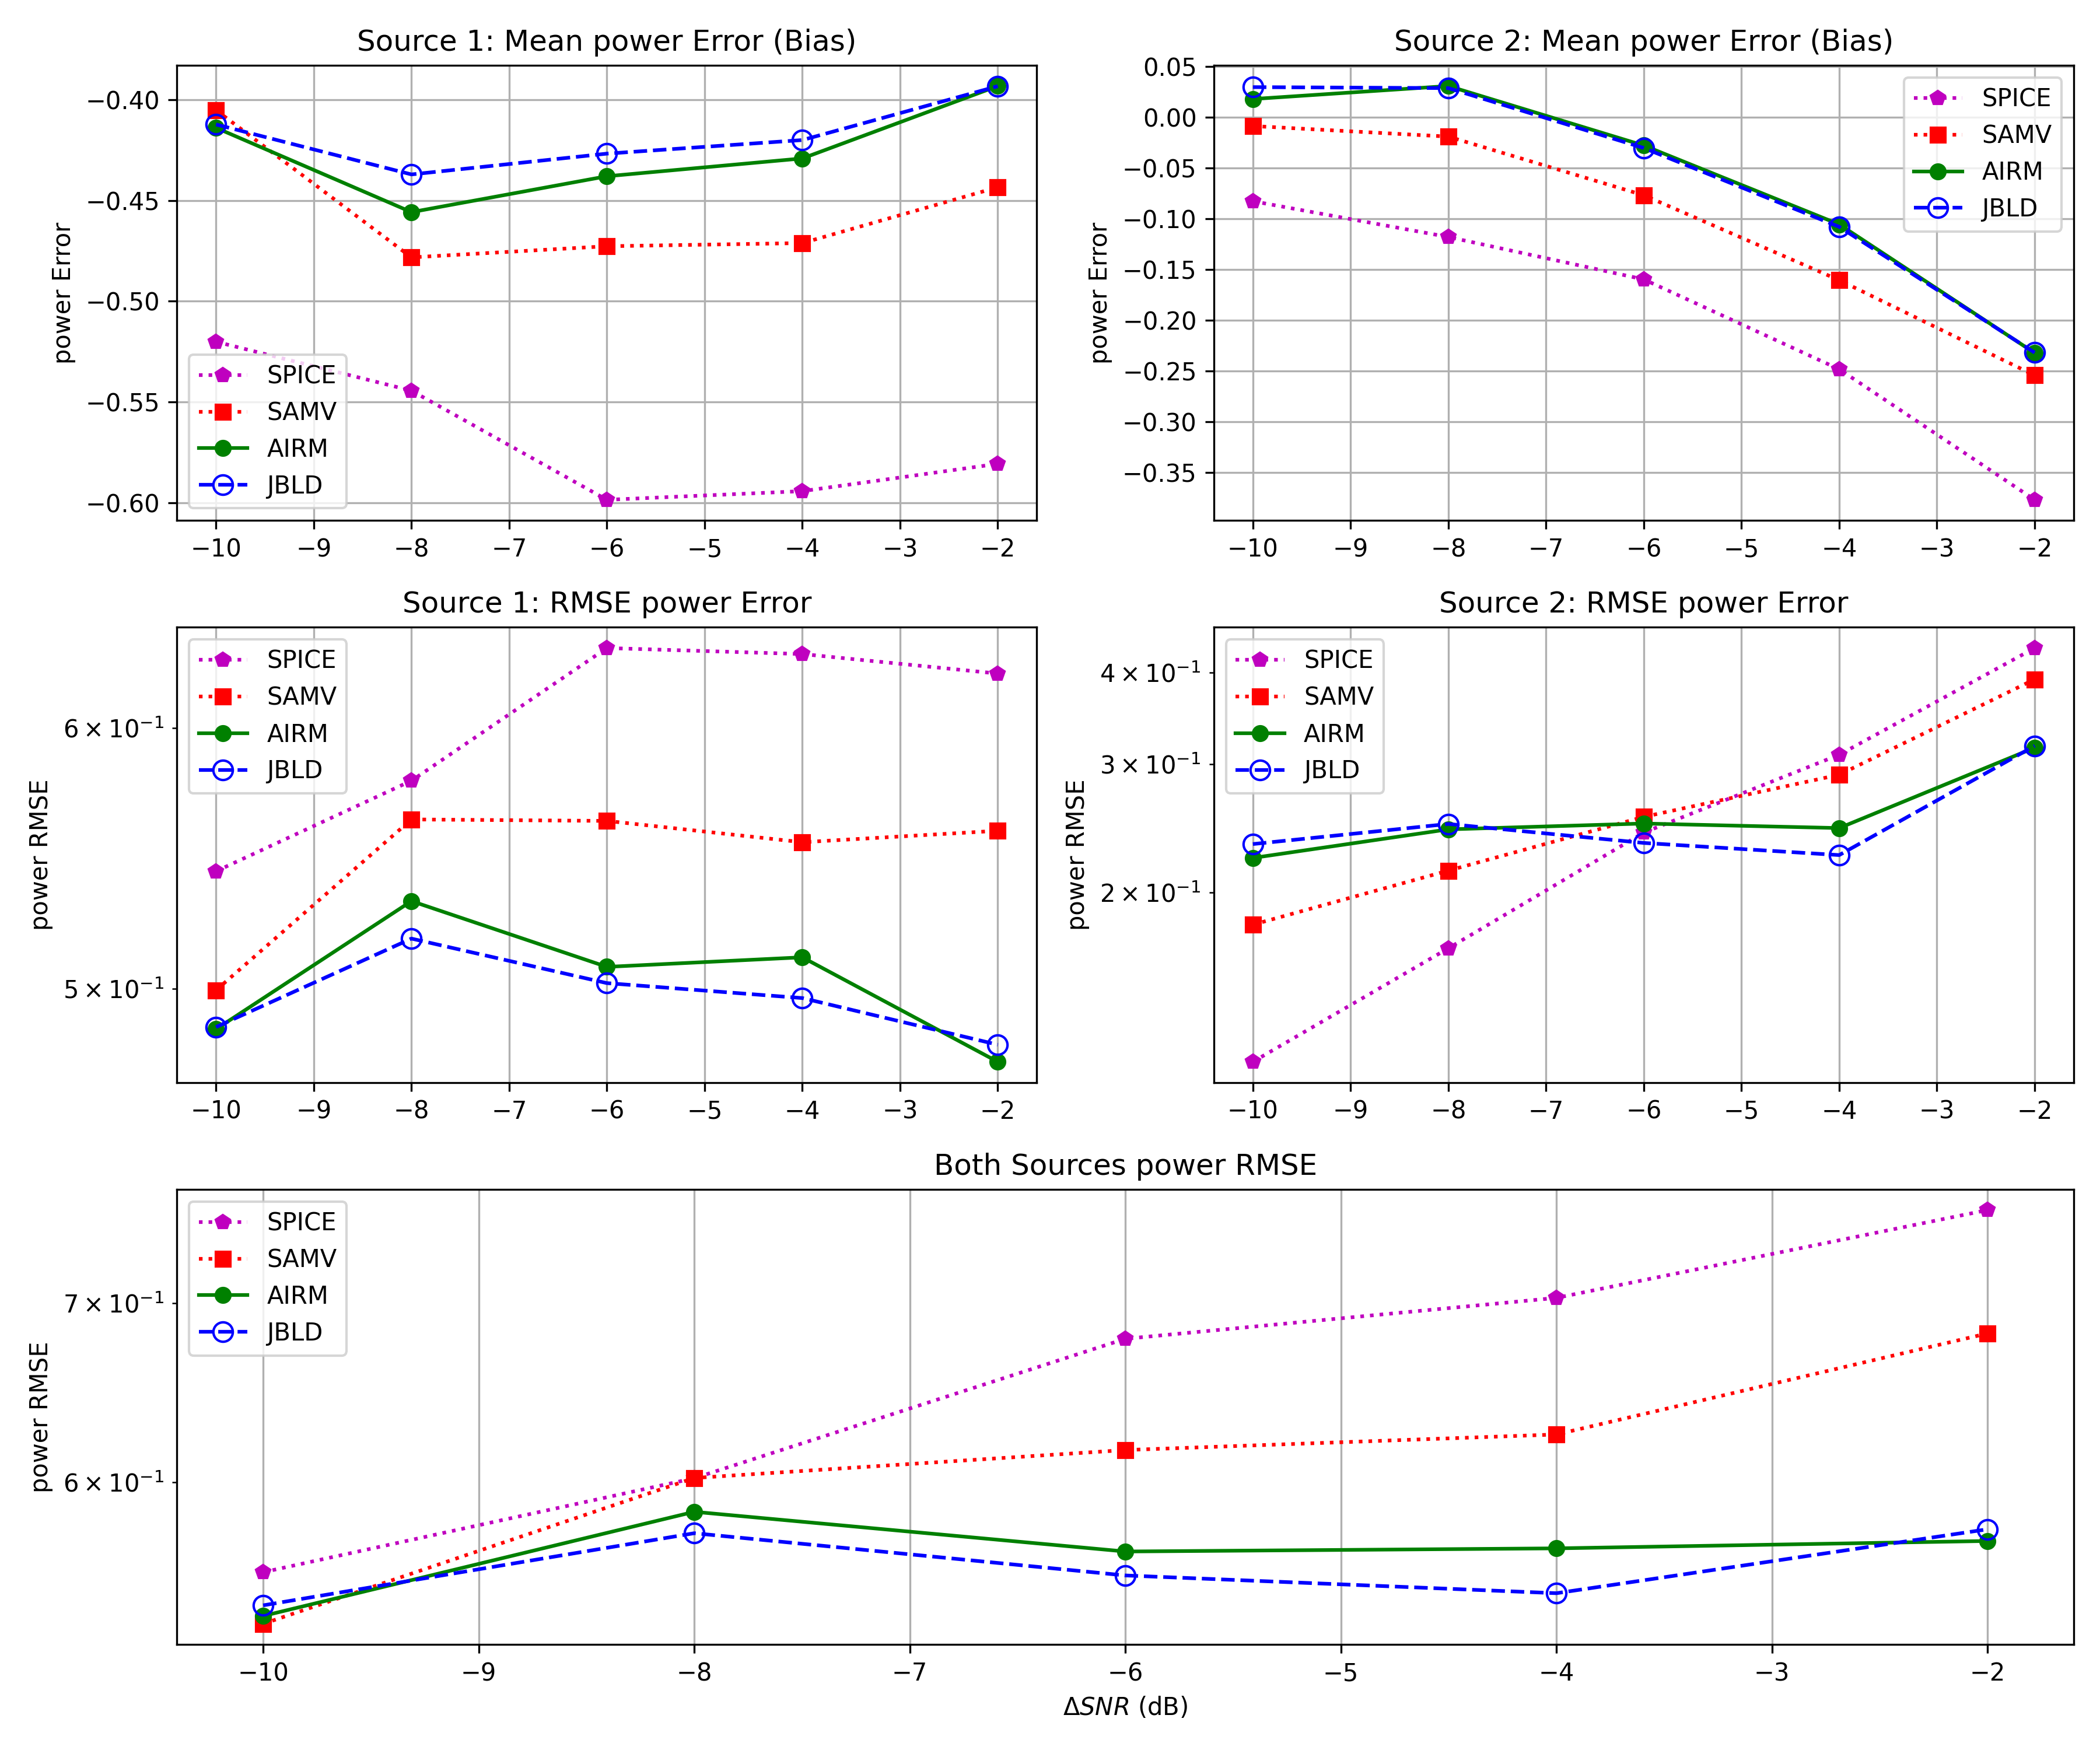 Source 1: Mean power Error (Bias)
power Error
−0.40
−0.45
−0.50
−0.55
−0.60
SPICE
SAMV
AIRM
JBLD
−10 −9 −8 −7 −6 −5 −4 −3 −2
Source 2: Mean power Error (Bias)
power Error
0.05
0.00
−0.05
−0.10
−0.15
−0.20
−0.25
−0.30
−0.35
SPICE
SAMV
AIRM
JBLD
−10 −9 −8 −7 −6 −5 −4 −3 −2
Source 1: RMSE power Error
power RMSE
6 × 10⁻¹
5 × 10⁻¹
SPICE
SAMV
AIRM
JBLD
−10 −9 −8 −7 −6 −5 −4 −3 −2
Source 2: RMSE power Error
power RMSE
4 × 10⁻¹
3 × 10⁻¹
2 × 10⁻¹
SPICE
SAMV
AIRM
JBLD
−10 −9 −8 −7 −6 −5 −4 −3 −2
Both Sources power RMSE
power RMSE
7 × 10⁻¹
6 × 10⁻¹
SPICE
SAMV
AIRM
JBLD
−10 −9 −8 −7 −6 −5 −4 −3 −2
ΔSNR (dB)